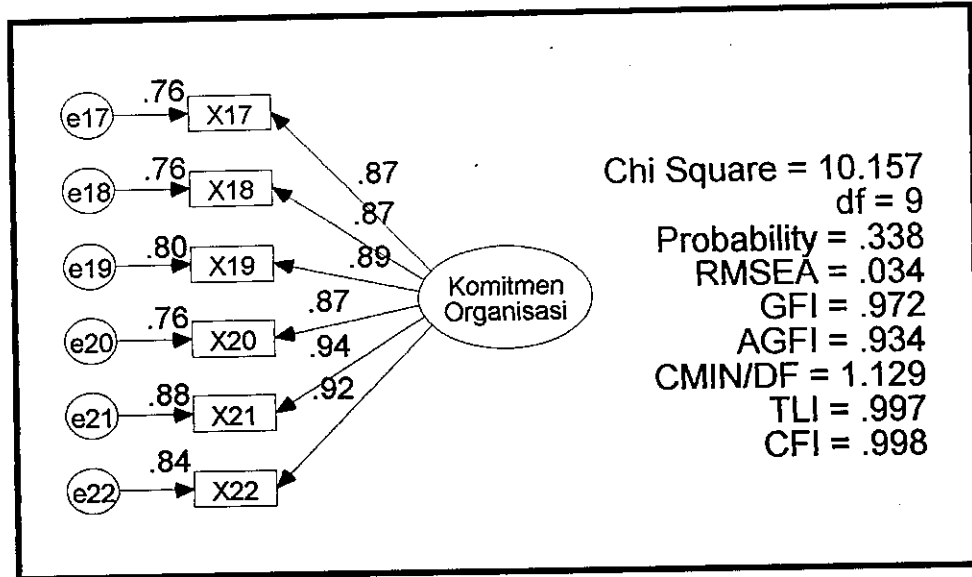 .76
e17 X17
.87
.76
e18 X18
.87
.80
e19 X19
.89
Komitmen
Organisasi
.76
e20 X20
.87
.88
e21 X21
.94
.84
e22 X22
.92
Chi Square = 10.157
df = 9
Probability = .338
RMSEA = .034
GFI = .972
AGFI = .934
CMIN/DF = 1.129
TLI = .997
CFI = .998